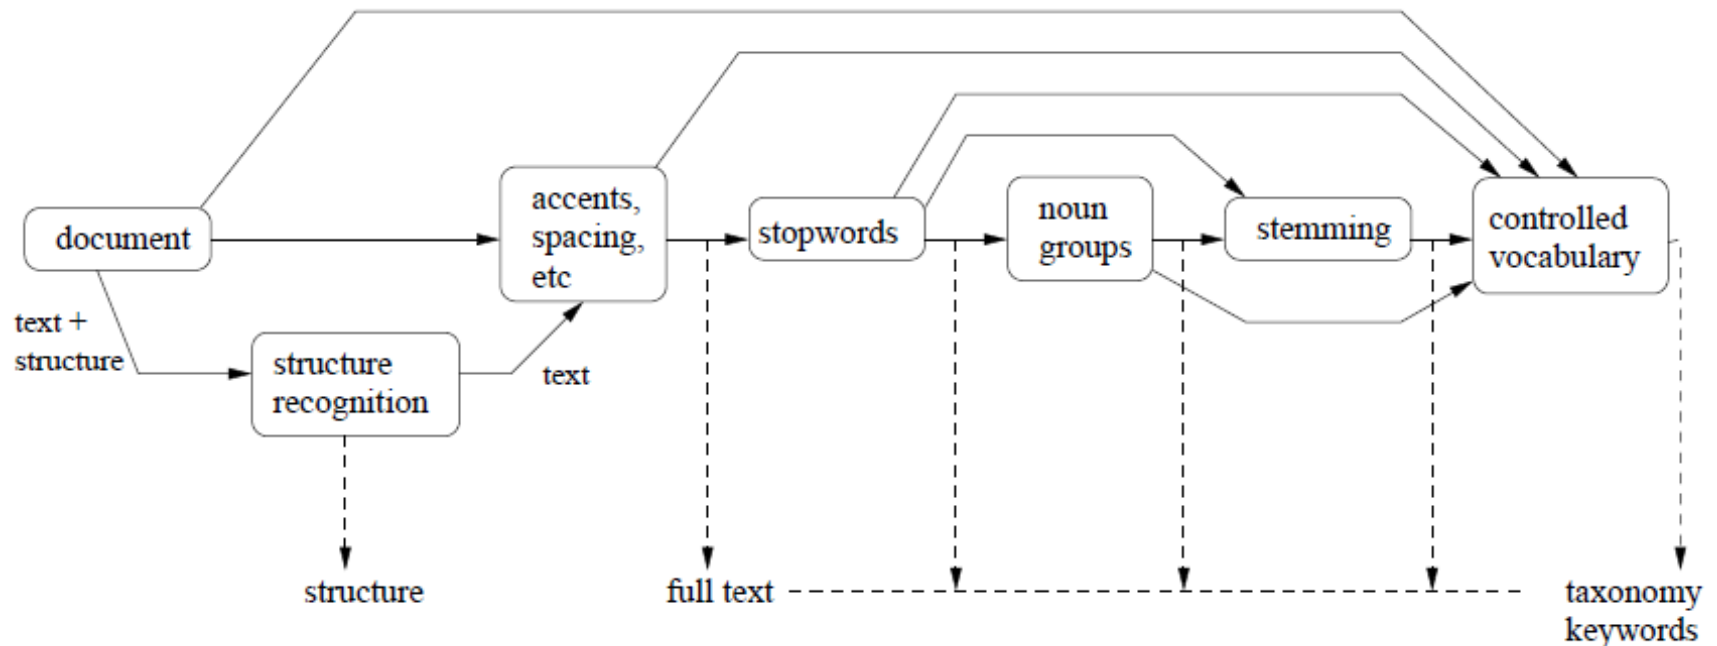 document
text +
structure
structure
recognition
text
accents,
spacing,
etc
stopwords
noun
groups
stemming
controlled
vocabulary
structure
full text
taxonomy
keywords